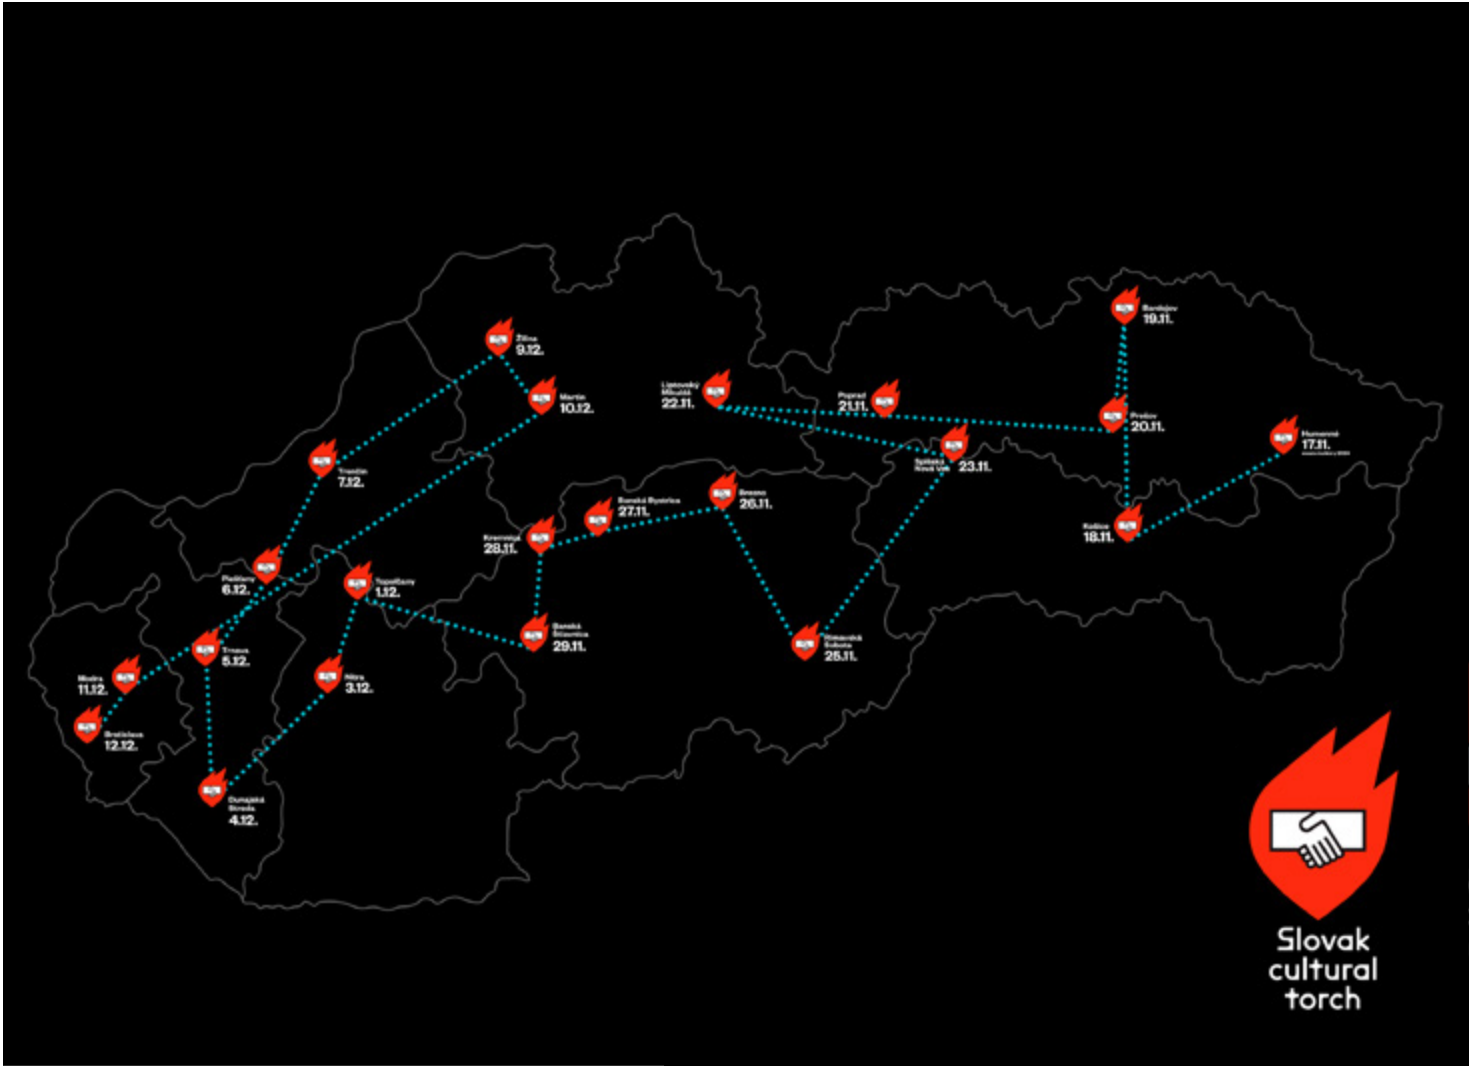 Žilina
9.12.
Martin
10.12.
Liptovský
Mikuláš
22.11.
Poprad
21.11.
Bardejov
19.11.
Prešov
20.11.
Humenné
17.11.
Spišská
Nová Ves
23.11.
Košice
18.11.
Trenčín
7.12.
Banská Bystrica
27.11.
Brezno
26.11.
Kremnica
28.11.
Piešťany
6.12.
Topoľčany
1.12.
Banská
Štiavnica
29.11.
Rimavská
Sobota
25.11.
Trnava
5.12.
Modra
11.12.
Nitra
3.12.
Bratislava
12.12.
Dunajská
Streda
4.12.
Slovak
cultural
torch